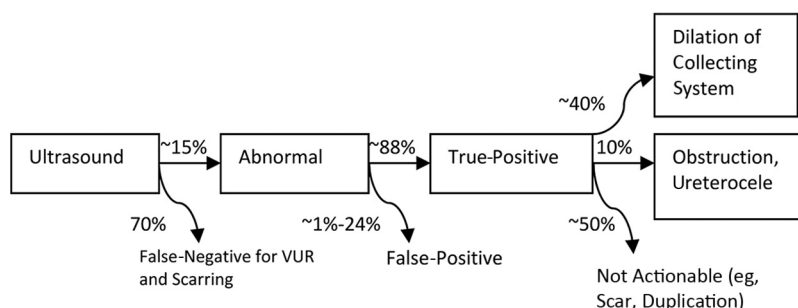 Dilation of
Collecting
System
~40%
Ultrasound
~15%
Abnormal
~88%
True-Positive
10%
Obstruction,
Ureterocele
70%
~1%-24%
~50%
False-Negative for VUR
and Scarring
False-Positive
Not Actionable (eg,
Scar, Duplication)